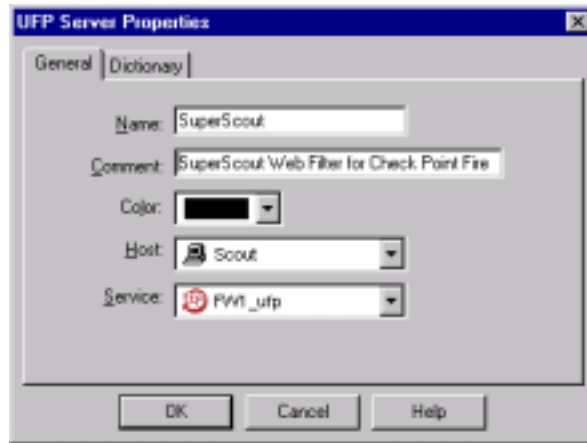 UFP Server Properties
General Dictionary
Name: SuperScout
Comment: SuperScout Web Filter for Check Point Fire
Color:
Host: Scout
Service: FW1_ufp
OK Cancel Help